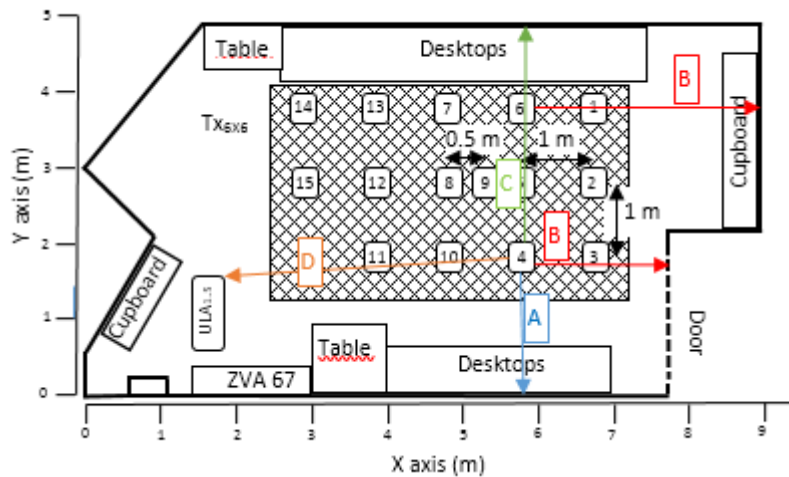 5
4
3
2
1
0
Y axis (m)
Table
Desktops
B
Tx6X6
14
13
7
6
1
0.5 m
1 m
Cupboard
15
12
8
9
C
2
1 m
B
D
11
10
4
3
Cupboard
ULA1.5
A
Door
Table
Desktops
ZVA 67
0 1 2 3 4 5 6 7 8 9
X axis (m)